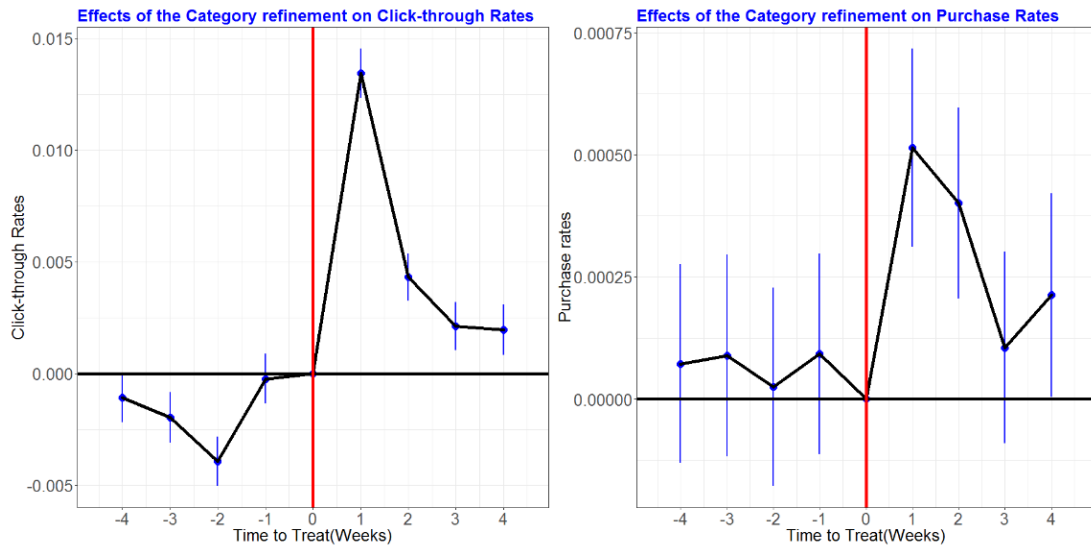 Effects of the Category refinement on Click-through Rates
0.015
0.010
0.005
0.000
-0.005
Click-through Rates
-4 -3 -2 -1 0 1 2 3 4
Time to Treat(Weeks)
Effects of the Category refinement on Purchase Rates
0.00075
0.00050
0.00025
0.00000
Purchase rates
-4 -3 -2 -1 0 1 2 3 4
Time to Treat(Weeks)